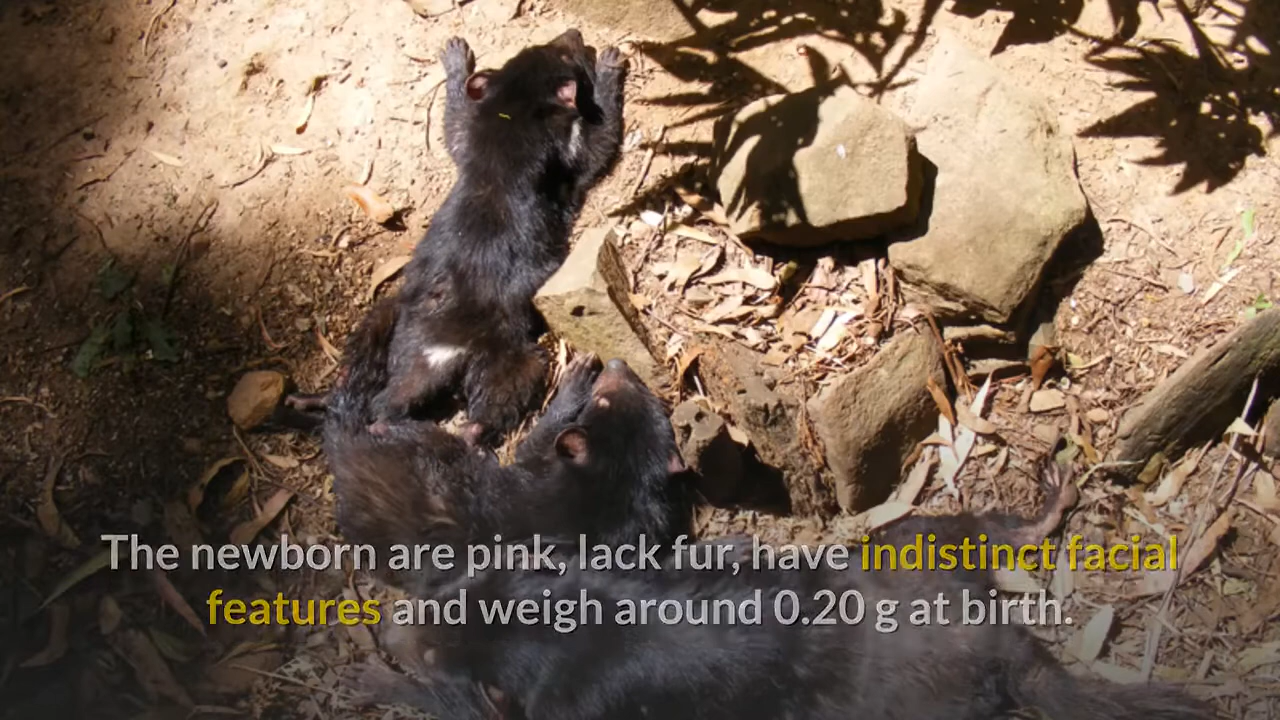 The newborn are pink, lack fur, have indistinct facial
features and weigh around 0.20 g at birth.